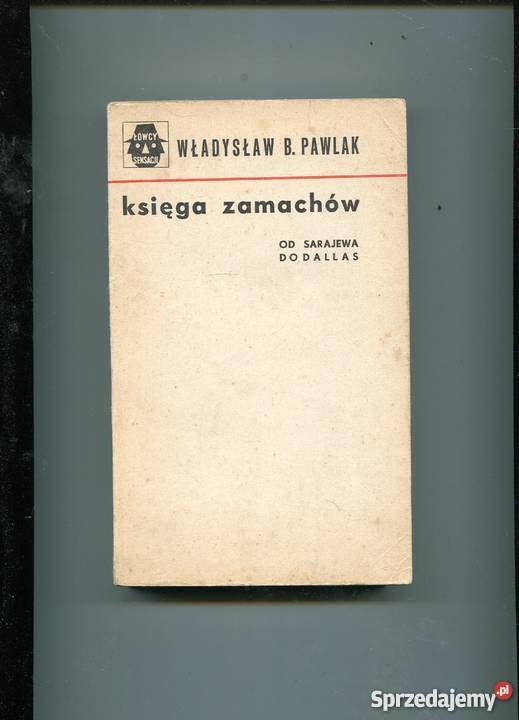 ŁOWCY
SENSACJI
WŁADYSŁAW B. PAWLAK
księga zamachów
OD SARAJEWA
DO DALLAS
Sprzedajemy.pl